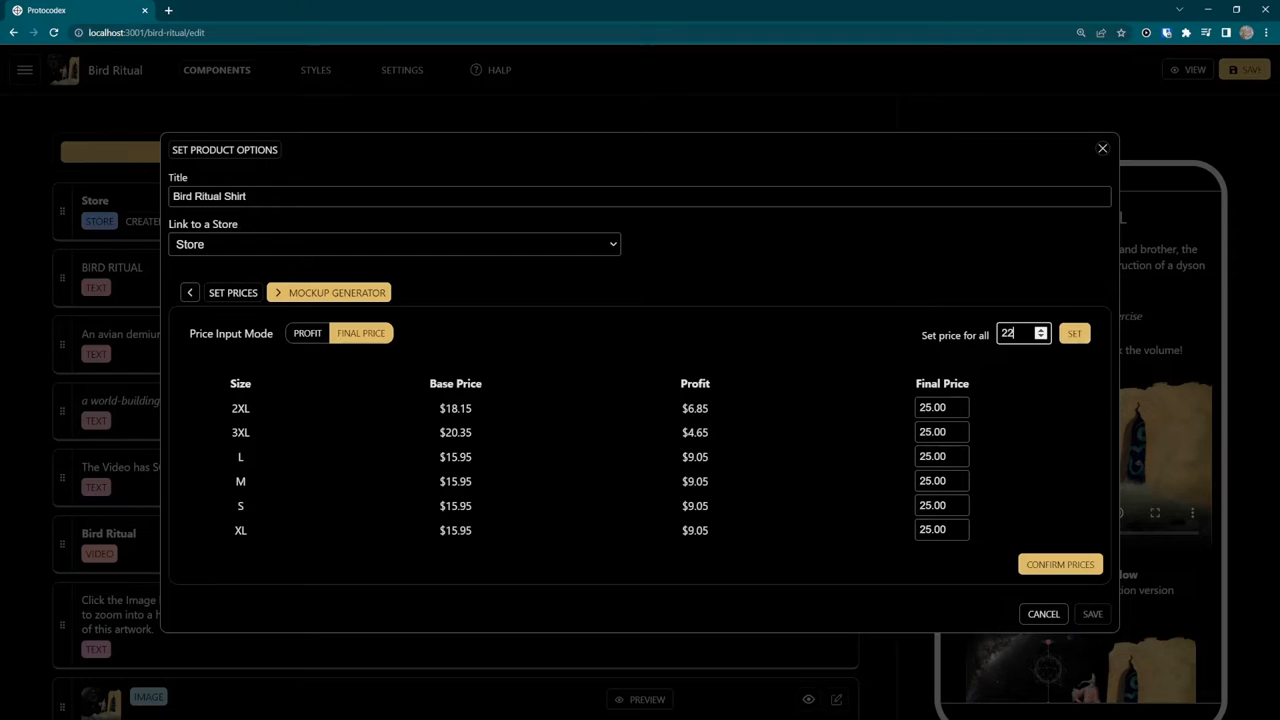 Protocodex
localhost:3001/bird-ritual/edit
Bird Ritual
COMPONENTS
STYLES
SETTINGS
HELP
VIEW
SAVE
SET PRODUCT OPTIONS
Title
Bird Ritual Shirt
Link to a Store
Store
SET PRICES
MOCKUP GENERATOR
Price Input Mode
PROFIT
FINAL PRICE
Set price for all
22
SET
Size Base Price Profit Final Price
2XL $18.15 $6.85 25.00
3XL $20.35 $4.65 25.00
L $15.95 $9.05 25.00
M $15.95 $9.05 25.00
S $15.95 $9.05 25.00
XL $15.95 $9.05 25.00
CONFIRM PRICES
CANCEL
SAVE
Store
STORE
BIRD RITUAL
TEXT
An avian
TEXT
a world-building
TEXT
The Video has
TEXT
Bird Ritual
VIDEO
Click the Image
to zoom into a
of this artwork.
TEXT
IMAGE
PREVIEW
L
and brother, the
ruction of a dyson
the volume!
version